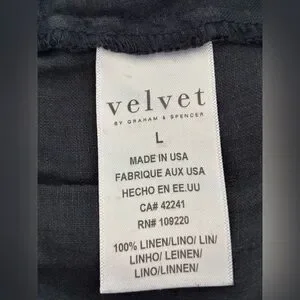 velvet
BY GRAHAM & SPENCER
L
MADE IN USA
FABRIQUE AUX USA
HECHO EN EE.UU
CA# 42241
RN# 109220
100% LINEN/LINO/ LIN/
LINHO/ LEINEN/
LINO/LINNEN/